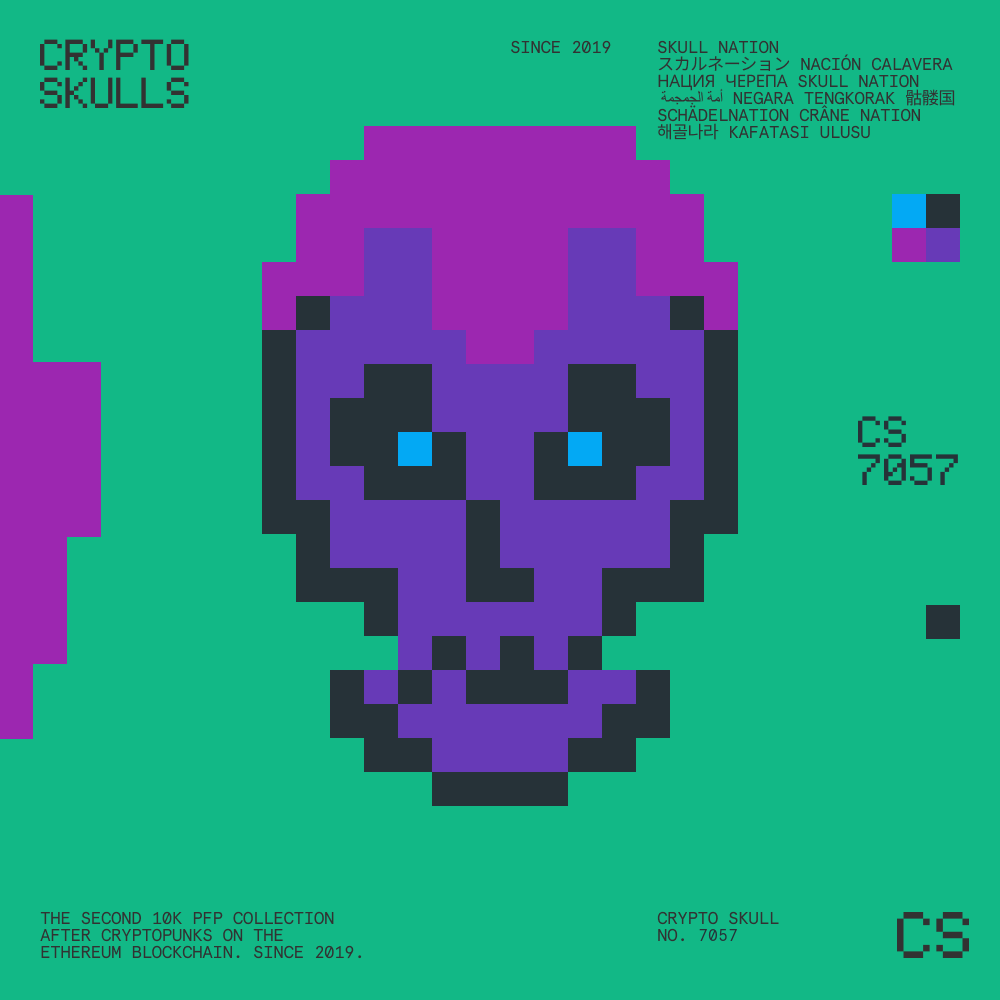 CRYPTO
SKULLS
SINCE 2019
SKULL NATION
スカルネーション NACIÓN CALAVERA
НАЦИЯ ЧЕРЕПА SKULL NATION
أمة الجمجمة NEGARA TENGKORAK 骷髅国
SCHÄDELNATION CRÂNE NATION
해골나라 KAFATASI ULUSU
CS
7057
THE SECOND 10K PFP COLLECTION
AFTER CRYPTOPUNKS ON THE
ETHEREUM BLOCKCHAIN. SINCE 2019.
CRYPTO SKULL
NO. 7057
CS